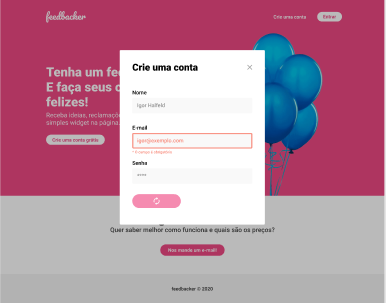 feedbacker
Crie uma conta
Entrar
Tenha um fee
E faça seus c
felizes!
Receba ideias, reclamaçõ
simples widget na página.
Crie uma conta grátis
Crie uma conta
Nome
Igor Halfeld
E-mail
igor@exemplo.com
* O campo é obrigatório
Senha
****
Quer saber melhor como funciona e quais são os preços?
Nos mande um e-mail!
feedbacker © 2020